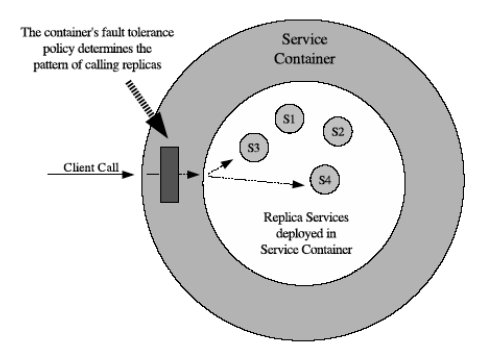 The container's fault tolerance
policy determines the
pattern of calling replicas
Service
Container
S1
S2
S3
S4
Client Call
Replica Services
deployed in
Service Container